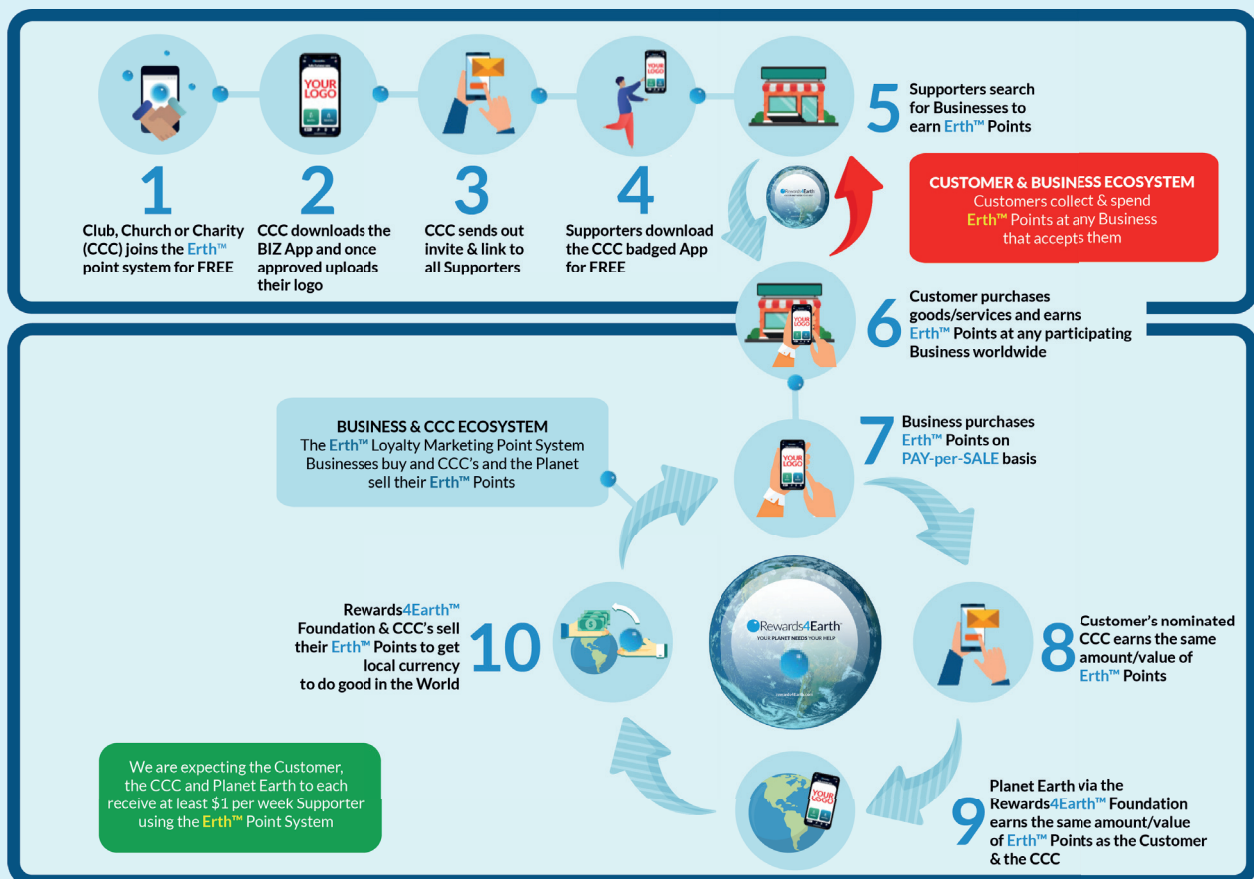 YOUR
LOGO
1
Club, Church or Charity
(CCC) joins the Erth™
point system for FREE
2
CCC downloads the
BIZ App and once
approved uploads
their logo
3
CCC sends out
invite & link to
all Supporters
YOUR
LOGO
4
Supporters download
the CCC badged App
for FREE
5
Supporters search
for Businesses to
earn Erth™ Points
Rewards4Earth
CUSTOMER & BUSINESS ECOSYSTEM
Customers collect & spend
Erth™ Points at any Business
that accepts them
YOUR
LOGO
6
Customer purchases
goods/services and earns
Erth™ Points at any participating
Business worldwide
BUSINESS & CCC ECOSYSTEM
The Erth™ Loyalty Marketing Point System
Businesses buy and CCC's and the Planet
sell their Erth™ Points
YOUR
LOGO
7
Business purchases
Erth™ Points on
PAY-per-SALE basis
Rewards4Earth™
YOUR PLANET NEEDS YOUR HELP
rewards4earth.com
8
Customer's nominated
CCC earns the same
amount/value of
Erth™ Points
YOUR
LOGO
9
Planet Earth via the
Rewards4Earth™ Foundation
earns the same amount/value
of Erth™ Points as the Customer
& the CCC
Rewards4Earth™
Foundation & CCC's sell
their Erth™ Points to get
local currency
to do good in the World
10
We are expecting the Customer,
the CCC and Planet Earth to each
receive at least $1 per week Supporter
using the Erth™ Point System